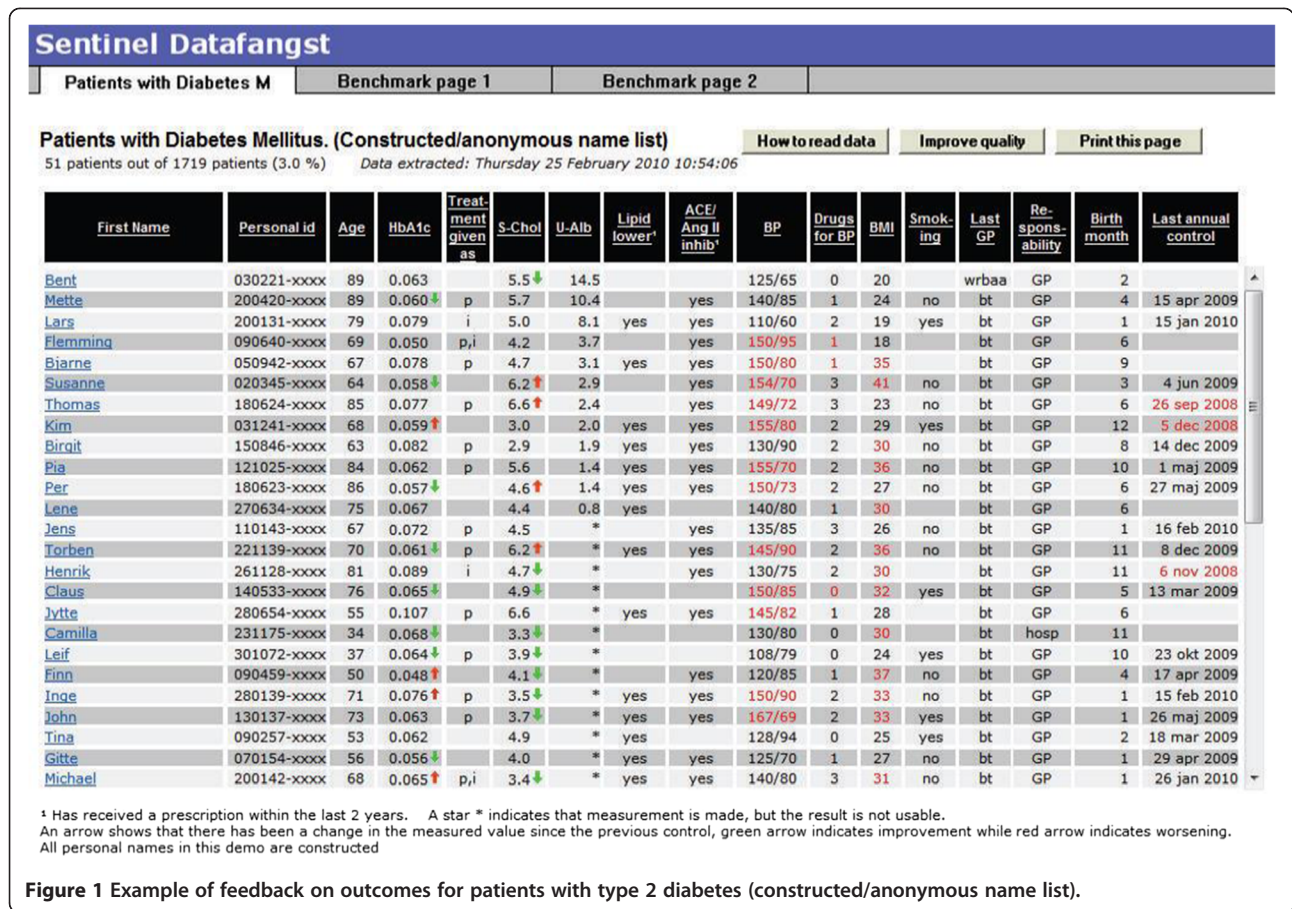 Sentinel Datafangst
Patients with Diabetes M Benchmark page 1 Benchmark page 2
Patients with Diabetes Mellitus. (Constructed/anonymous name list) How to read data Improve quality Print this page
51 patients out of 1719 patients (3.0 %) Data extracted: Thursday 25 February 2010 10:54:06
First Name Personal id Age HbA1c Treat-ment given as S-Chol U-Alb Lipid lower¹ ACE/ Ang II inhib¹ BP Drugs for BP BMI Smok-ing Last GP Re-spons-ability Birth month Last annual control
Bent 030221-xxxx 89 0.063 5.5⬇ 14.5 125/65 0 20 wrbaa GP 2
Mette 200420-xxxx 89 0.060⬇ p 5.7 10.4 yes 140/85 1 24 no bt GP 4 15 apr 2009
Lars 200131-xxxx 79 0.079 i 5.0 8.1 yes yes 110/60 2 19 yes bt GP 1 15 jan 2010
Flemming 090640-xxxx 69 0.050 p,i 4.2 3.7 yes 150/95 1 18 bt GP 6
Bjarne 050942-xxxx 67 0.078 p 4.7 3.1 yes yes 150/80 1 35 bt GP 9
Susanne 020345-xxxx 64 0.058⬇ 6.2⬆ 2.9 yes 154/70 3 41 no bt GP 3 4 jun 2009
Thomas 180624-xxxx 85 0.077 p 6.6⬆ 2.4 yes 149/72 3 23 no bt GP 6 26 sep 2008
Kim 031241-xxxx 68 0.059⬆ 3.0 2.0 yes yes 155/80 2 29 yes bt GP 12 5 dec 2008
Birgit 150846-xxxx 63 0.082 p 2.9 1.9 yes yes 130/90 2 30 no bt GP 8 14 dec 2009
Pia 121025-xxxx 84 0.062 p 5.6 1.4 yes yes 155/70 2 36 no bt GP 10 1 maj 2009
Per 180623-xxxx 86 0.057⬇ 4.6⬆ 1.4 yes yes 150/73 2 27 no bt GP 6 27 maj 2009
Lene 270634-xxxx 75 0.067 4.4 0.8 yes 140/80 1 30 bt GP 6
Jens 110143-xxxx 67 0.072 p 4.5 * yes 135/85 3 26 no bt GP 1 16 feb 2010
Torben 221139-xxxx 70 0.061⬇ p 6.2⬆ * yes yes 145/90 2 36 no bt GP 11 8 dec 2009
Henrik 261128-xxxx 81 0.089 i 4.7⬇ * yes 130/75 2 30 bt GP 11 6 nov 2008
Claus 140533-xxxx 76 0.065⬇ 4.9⬇ * 150/85 0 32 yes bt GP 5 13 mar 2009
Jytte 280654-xxxx 55 0.107 p 6.6 * yes yes 145/82 1 28 bt GP 6
Camilla 231175-xxxx 34 0.068⬇ 3.3⬇ * 130/80 0 30 bt hosp 11
Leif 301072-xxxx 37 0.064⬇ p 3.9⬇ * 108/79 0 24 yes bt GP 10 23 okt 2009
Finn 090459-xxxx 50 0.048⬆ 4.1⬇ * yes 120/85 1 37 no bt GP 4 17 apr 2009
Inge 280139-xxxx 71 0.076⬆ p 3.5⬇ * yes yes 150/90 2 33 no bt GP 1 15 feb 2010
John 130137-xxxx 73 0.063 p 3.7⬇ * yes yes 167/69 2 33 yes bt GP 1 26 maj 2009
Tina 090257-xxxx 53 0.062 4.9 * yes 128/94 0 25 yes bt GP 2 18 mar 2009
Gitte 070154-xxxx 56 0.056⬇ 4.0 * yes yes 125/70 1 27 no bt GP 1 29 apr 2009
Michael 200142-xxxx 68 0.065⬆ p,i 3.4⬇ * yes yes 140/80 3 31 no bt GP 1 26 jan 2010
¹ Has received a prescription within the last 2 years. A star * indicates that measurement is made, but the result is not usable.
An arrow shows that there has been a change in the measured value since the previous control, green arrow indicates improvement while red arrow indicates worsening.
All personal names in this demo are constructed
Figure 1 Example of feedback on outcomes for patients with type 2 diabetes (constructed/anonymous name list).